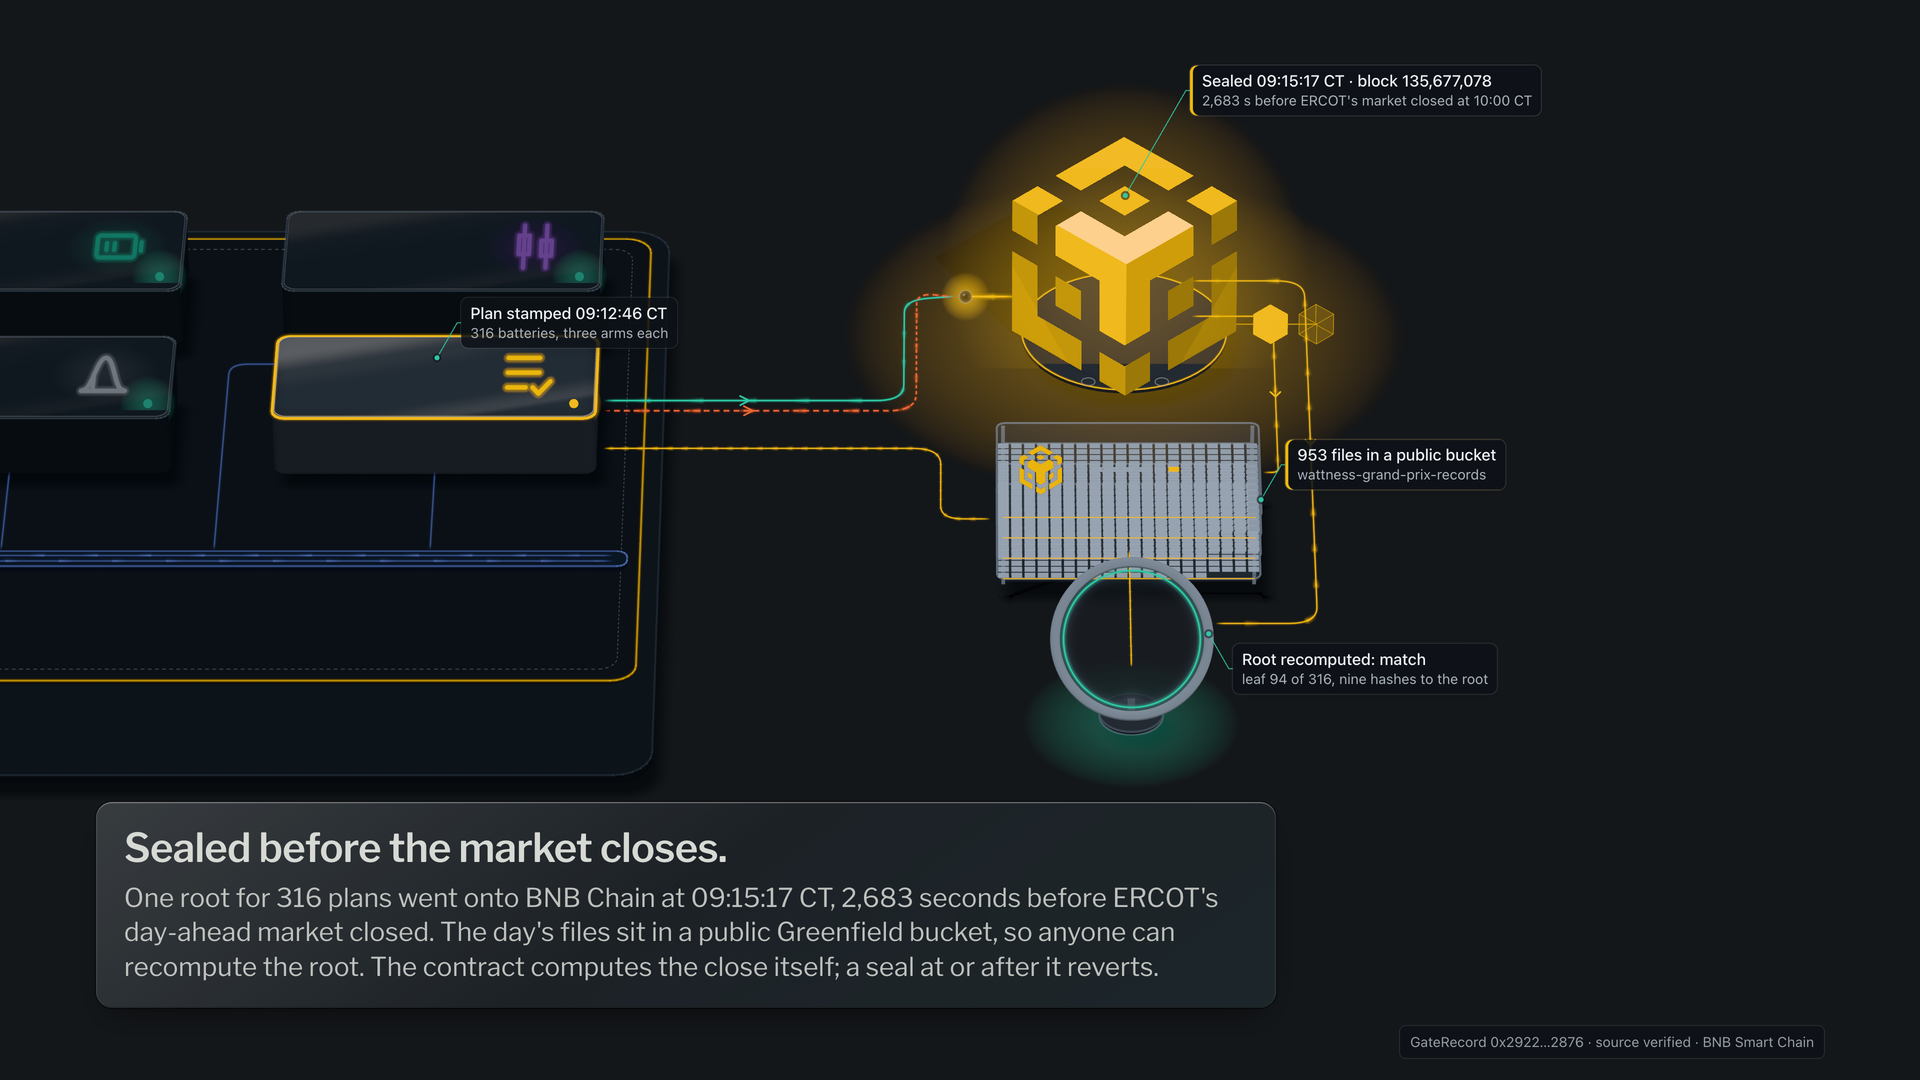 Sealed 09:15:17 CT · block 135,677,078
2,683 s before ERCOT's market closed at 10:00 CT
Plan stamped 09:12:46 CT
316 batteries, three arms each
953 files in a public bucket
wattness-grand-prix-records
Root recomputed: match
leaf 94 of 316, nine hashes to the root
Sealed before the market closes.
One root for 316 plans went onto BNB Chain at 09:15:17 CT, 2,683 seconds before ERCOT's
day-ahead market closed. The day's files sit in a public Greenfield bucket, so anyone can
recompute the root. The contract computes the close itself; a seal at or after it reverts.
GateRecord 0x2922...2876 · source verified · BNB Smart Chain